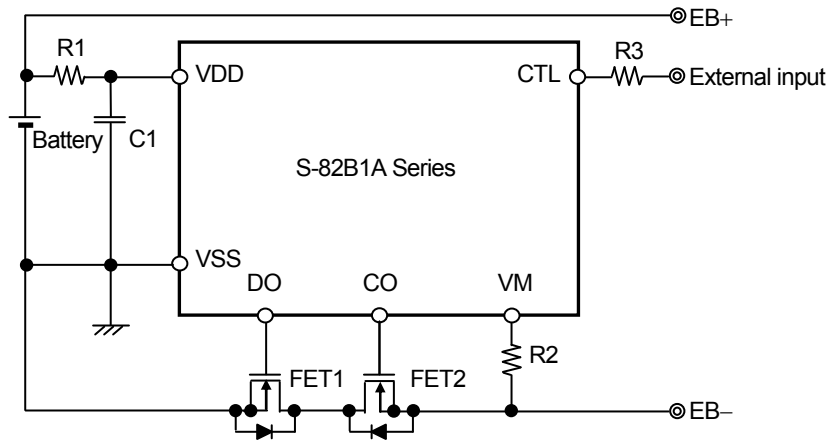 EB+
R1
R3
VDD
CTL
External input
Battery
C1
S-82B1A Series
VSS
DO
CO
VM
R2
FET1
FET2
EB−